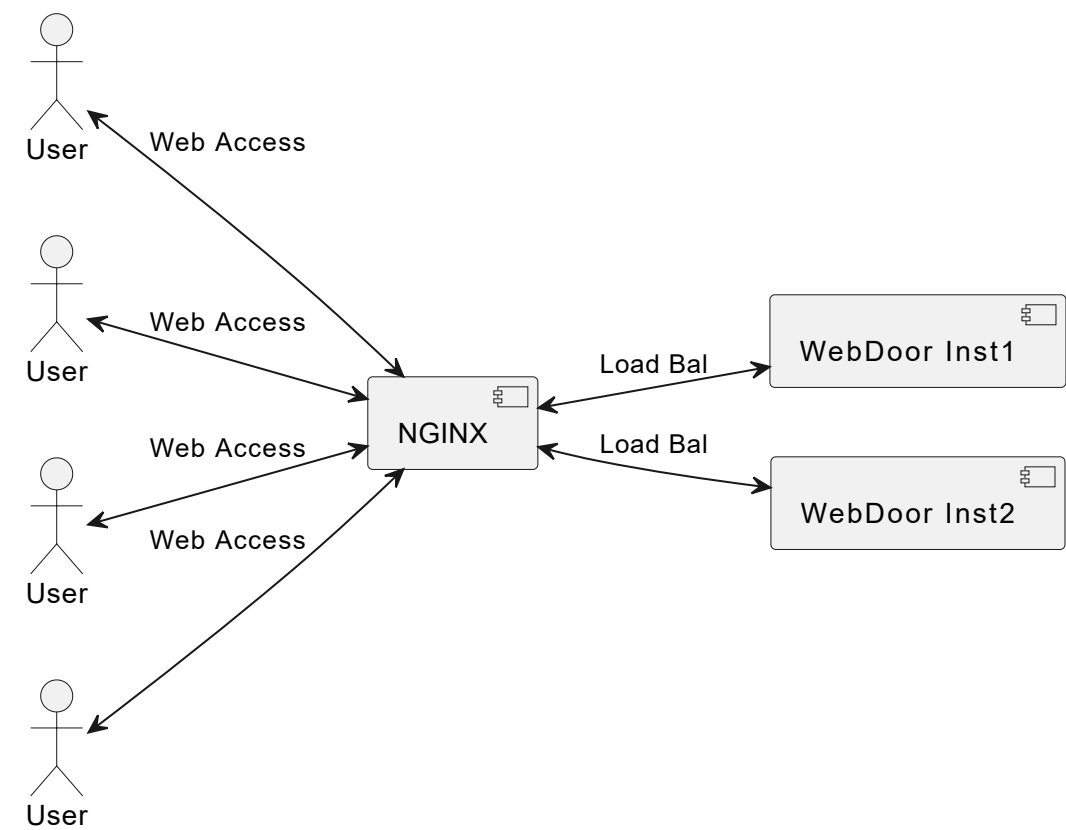 User
Web Access
User
Web Access
User
Web Access
User
Web Access
NGINX
Load Bal
Load Bal
WebDoor Inst1
WebDoor Inst2